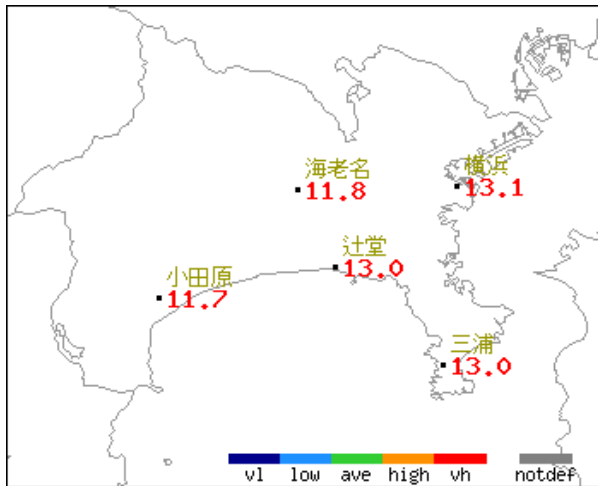 海老名
11.8
横浜
13.1
辻堂
13.0
小田原
11.7
三浦
13.0
vl low ave high vh notdef